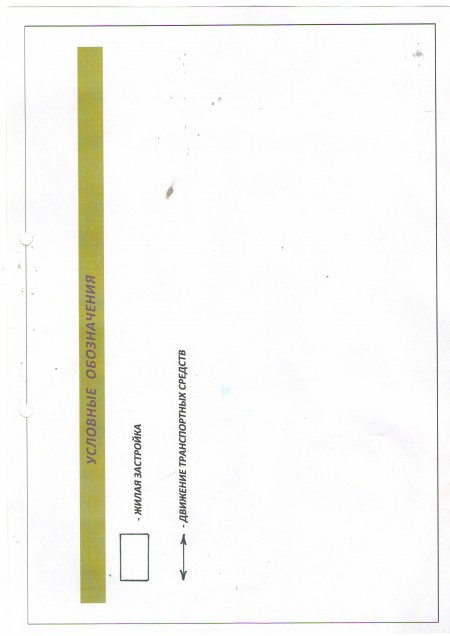 УСЛОВНЫЕ ОБОЗНАЧЕНИЯ
- ЖИЛАЯ ЗАСТРОЙКА
- ДВИЖЕНИЕ ТРАНСПОРТНЫХ СРЕДСТВ